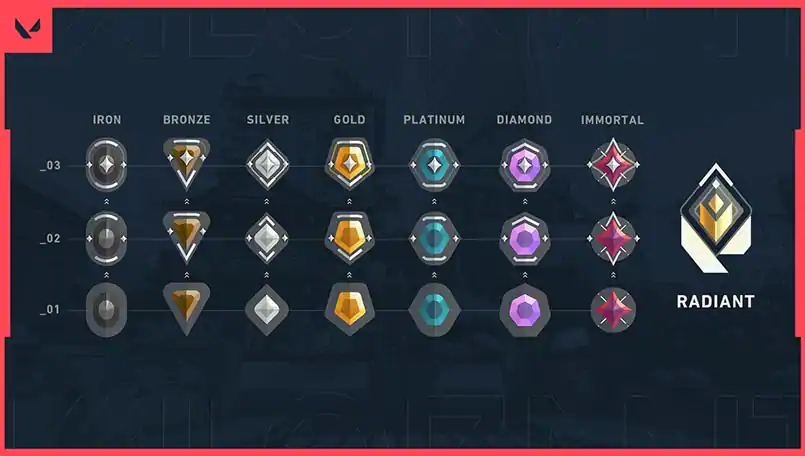 IRON BRONZE SILVER GOLD PLATINUM DIAMOND IMMORTAL
_03
_02
_01
RADIANT